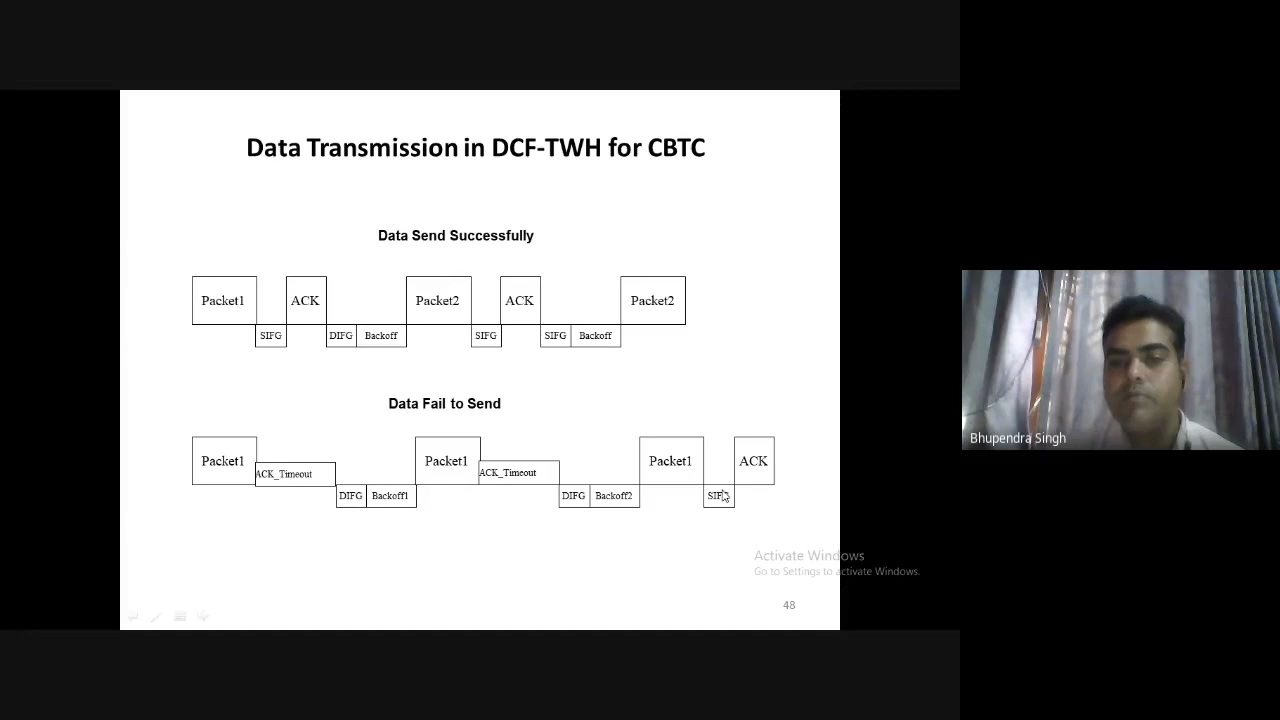 Data Transmission in DCF-TWH for CBTC
Data Send Successfully
Packet1 ACK Packet2 ACK Packet2
SIFG DIFG Backoff SIFG SIFG Backoff
Data Fail to Send
Packet1 Packet1 Packet1 ACK
ACK_Timeout ACK_Timeout
DIFG Backoff1 DIFG Backoff2
Bhupendra Singh
Activate Windows
Go to Settings to activate Windows.
48